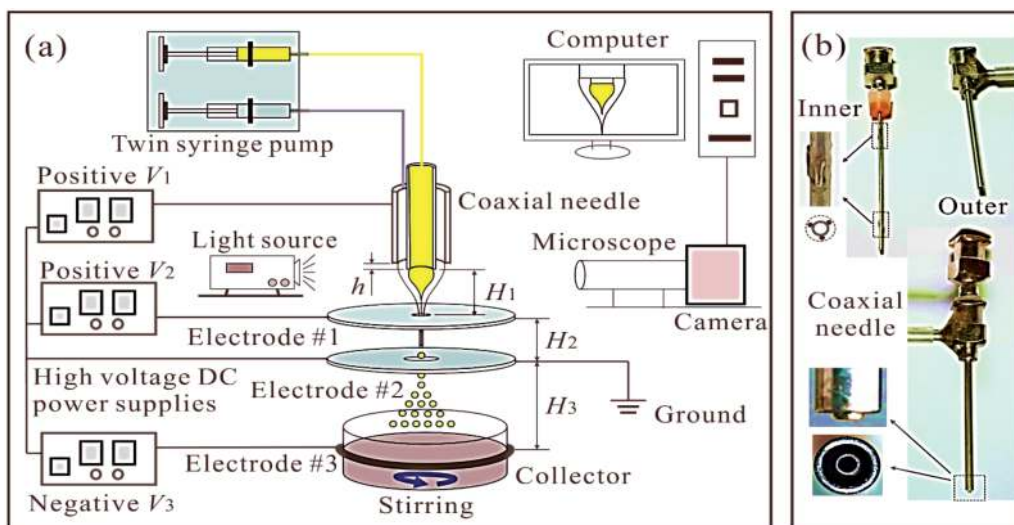 (a)
Twin syringe pump
Computer
Positive V1
Coaxial needle
Light source
Microscope
Positive V2
h
H1
Camera
Electrode #1
H2
High voltage DC
power supplies
Electrode #2
H3
Ground
Electrode #3
Collector
Negative V3
Stirring
(b)
Inner
Outer
Coaxial
needle